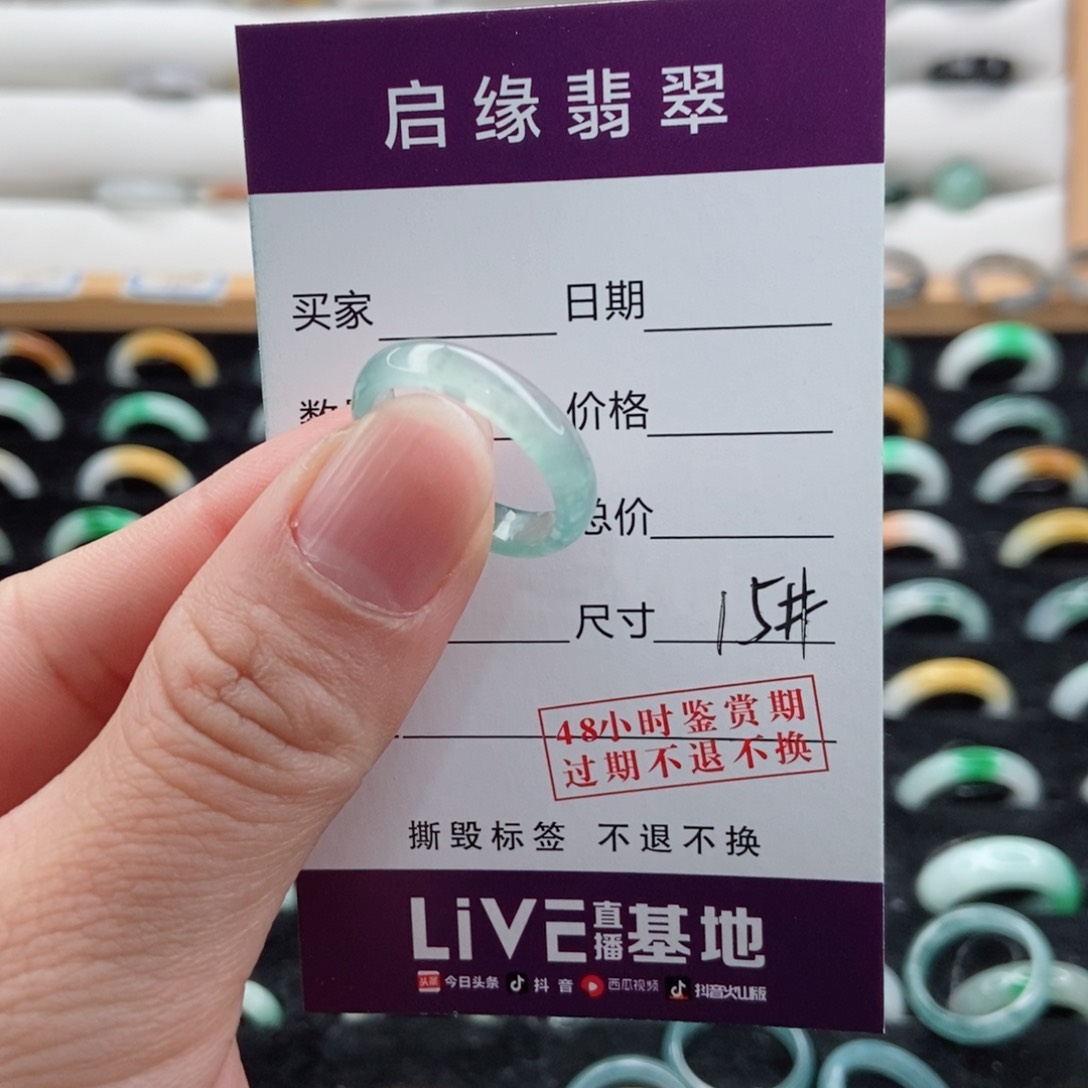 启缘翡翠
买家 日期
价格
总价
尺寸 15#
48小时鉴赏期
过期不退不换
撕毁标签 不退不换
LiVE直播基地
头条 今日头条 抖音 西瓜视频 抖音火山版